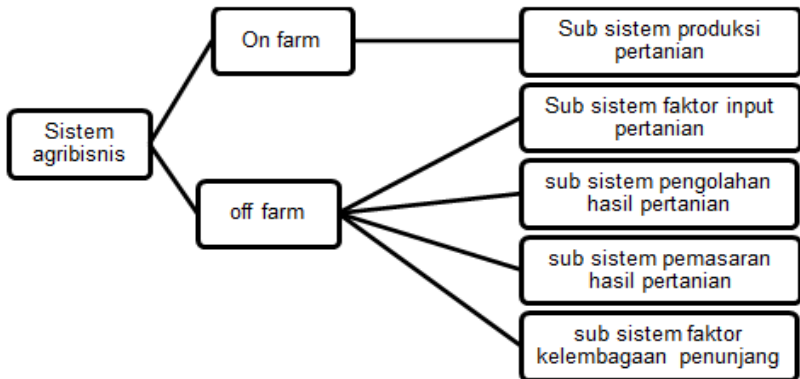 Sistem
agribisnis
On farm
off farm
Sub sistem produksi
pertanian
Sub sistem faktor input
pertanian
sub sistem pengolahan
hasil pertanian
sub sistem pemasaran
hasil pertanian
sub sistem faktor
kelembagaan penunjang